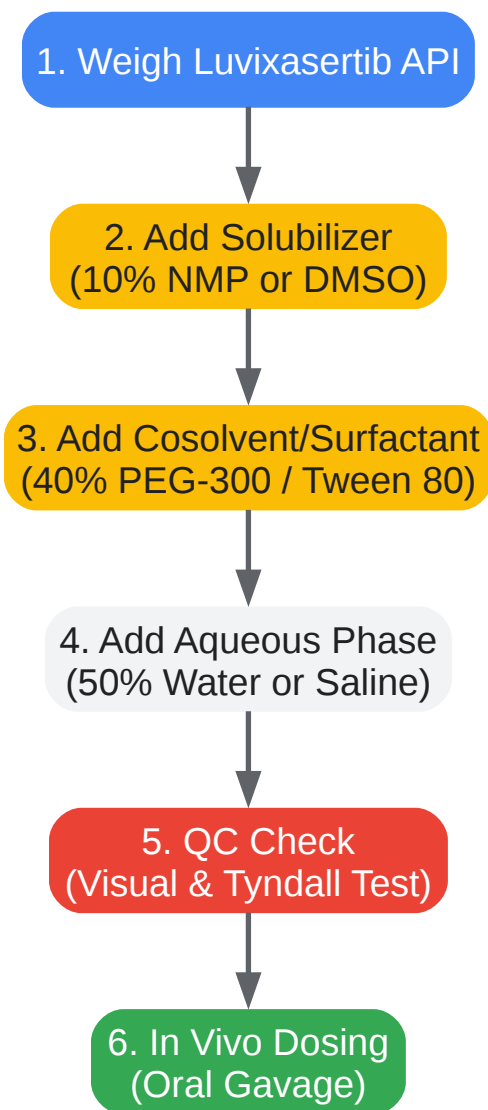 1. Weigh Luvixasertib API
2. Add Solubilizer
(10% NMP or DMSO)
3. Add Cosolvent/Surfactant
(40% PEG-300 / Tween 80)
4. Add Aqueous Phase
(50% Water or Saline)
5. QC Check
(Visual & Tyndall Test)
6. In Vivo Dosing
(Oral Gavage)